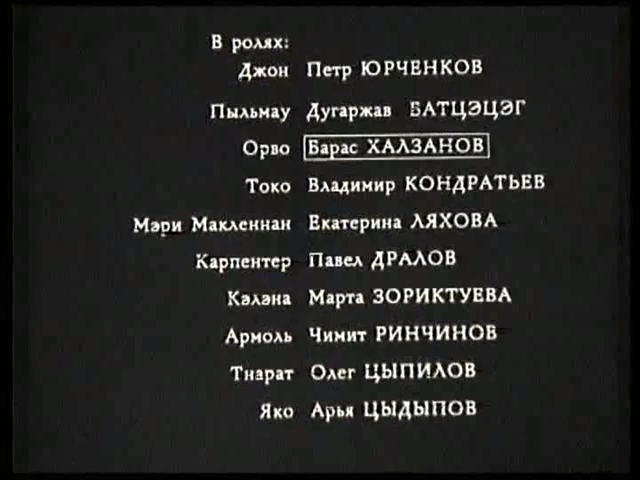 В ролях:
Джон Петр ЮРЧЕНКОВ
Пыльмау Дугаржав БАТЦЭЦЭГ
Орво Барас ХАЛЗАНОВ
Токо Владимир КОНДРАТЬЕВ
Мэри Макленнан Екатерина ЛЯХОВА
Карпентер Павел ДРАЛОВ
Кэлэна Марта ЗОРИКТУЕВА
Армоль Чимит РИНЧИНОВ
Тнарат Олег ЦЫПИЛОВ
Яко Арья ЦЫДЫПОВ